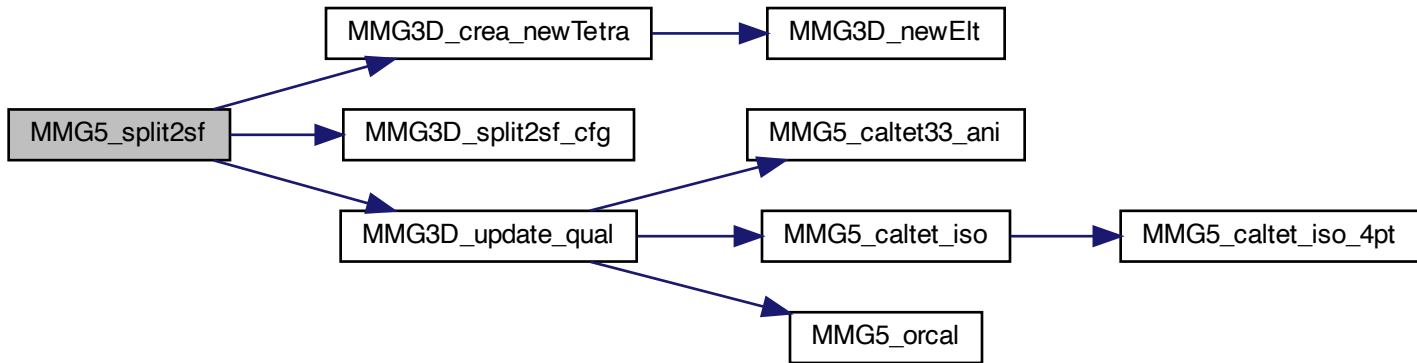 MMG5_split2sf
MMG3D_crea_newTetra
MMG3D_newElt
MMG3D_split2sf_cfg
MMG3D_update_qual
MMG5_caltet33_ani
MMG5_caltet_iso
MMG5_caltet_iso_4pt
MMG5_orcal